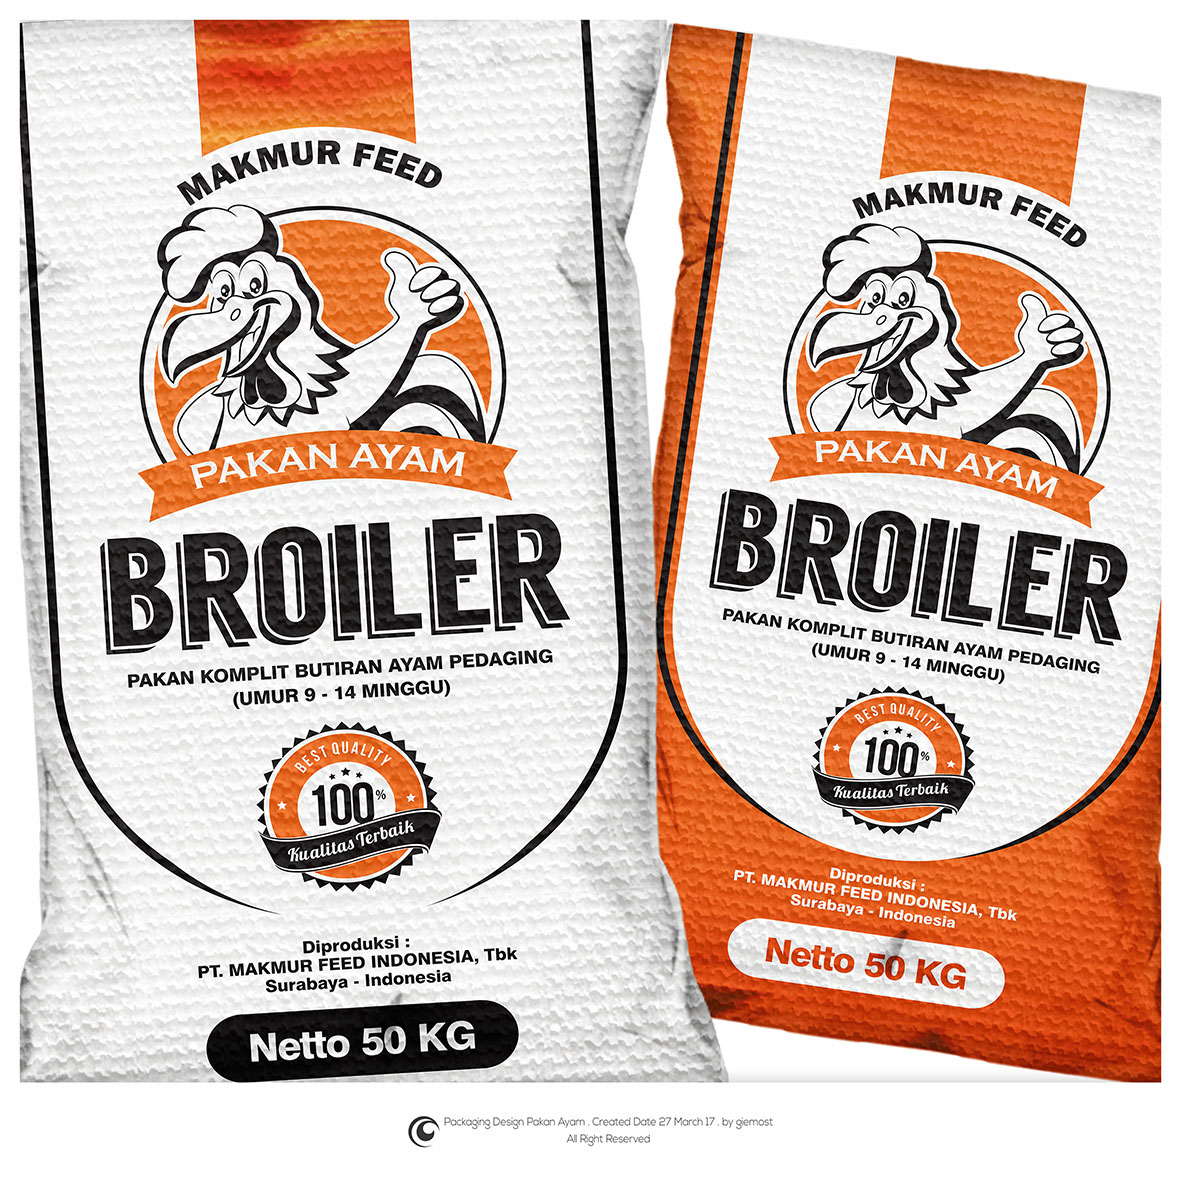 MAKMUR FEED
PAKAN AYAM
BROILER
PAKAN KOMPLIT BUTIRAN AYAM PEDAGING
(UMUR 9 - 14 MINGGU)
BEST QUALITY
100%
Kualitas Terbaik
Diproduksi :
PT. MAKMUR FEED INDONESIA, Tbk
Surabaya - Indonesia
Netto 50 KG
MAKMUR FEED
PAKAN AYAM
BROILER
PAKAN KOMPLIT BUTIRAN AYAM PEDAGING
(UMUR 9 - 14 MINGGU)
BEST QUALITY
100%
Kualitas Terbaik
Diproduksi :
PT. MAKMUR FEED INDONESIA, Tbk
Surabaya - Indonesia
Netto 50 KG
Packaging Design Pakan Ayam . Created Date 27 March 17 . by giemost
All Right Reserved